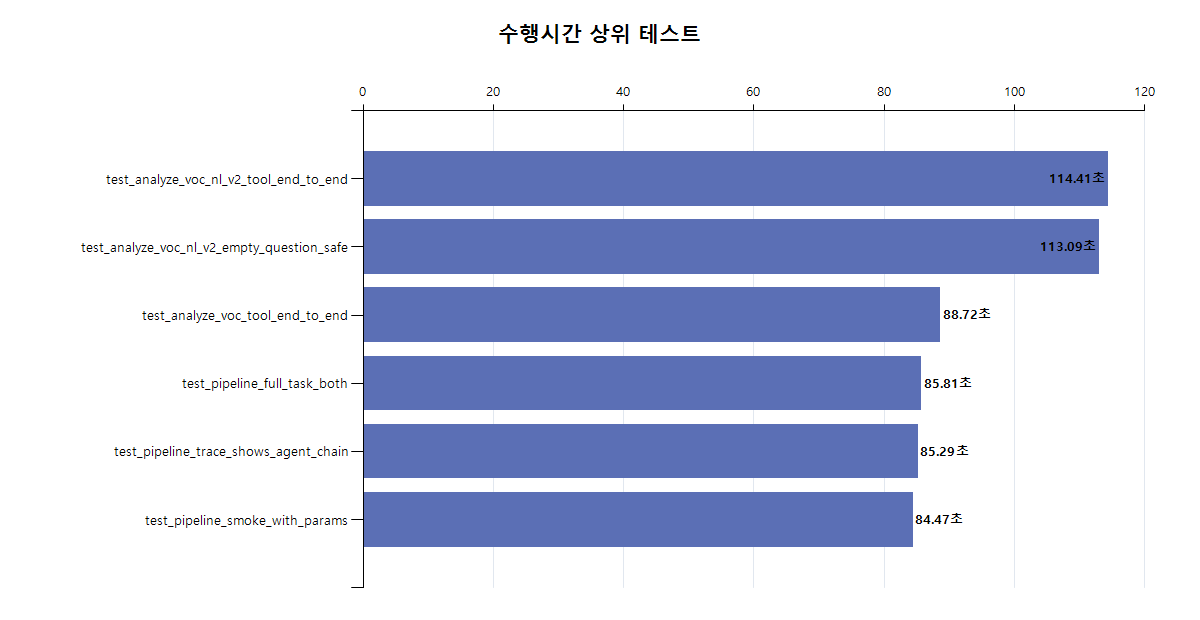 수행시간 상위 테스트
0 20 40 60 80 100 120
test_analyze_voc_nl_v2_tool_end_to_end 114.41초
test_analyze_voc_nl_v2_empty_question_safe 113.09초
test_analyze_voc_tool_end_to_end 88.72초
test_pipeline_full_task_both 85.81초
test_pipeline_trace_shows_agent_chain 85.29초
test_pipeline_smoke_with_params 84.47초